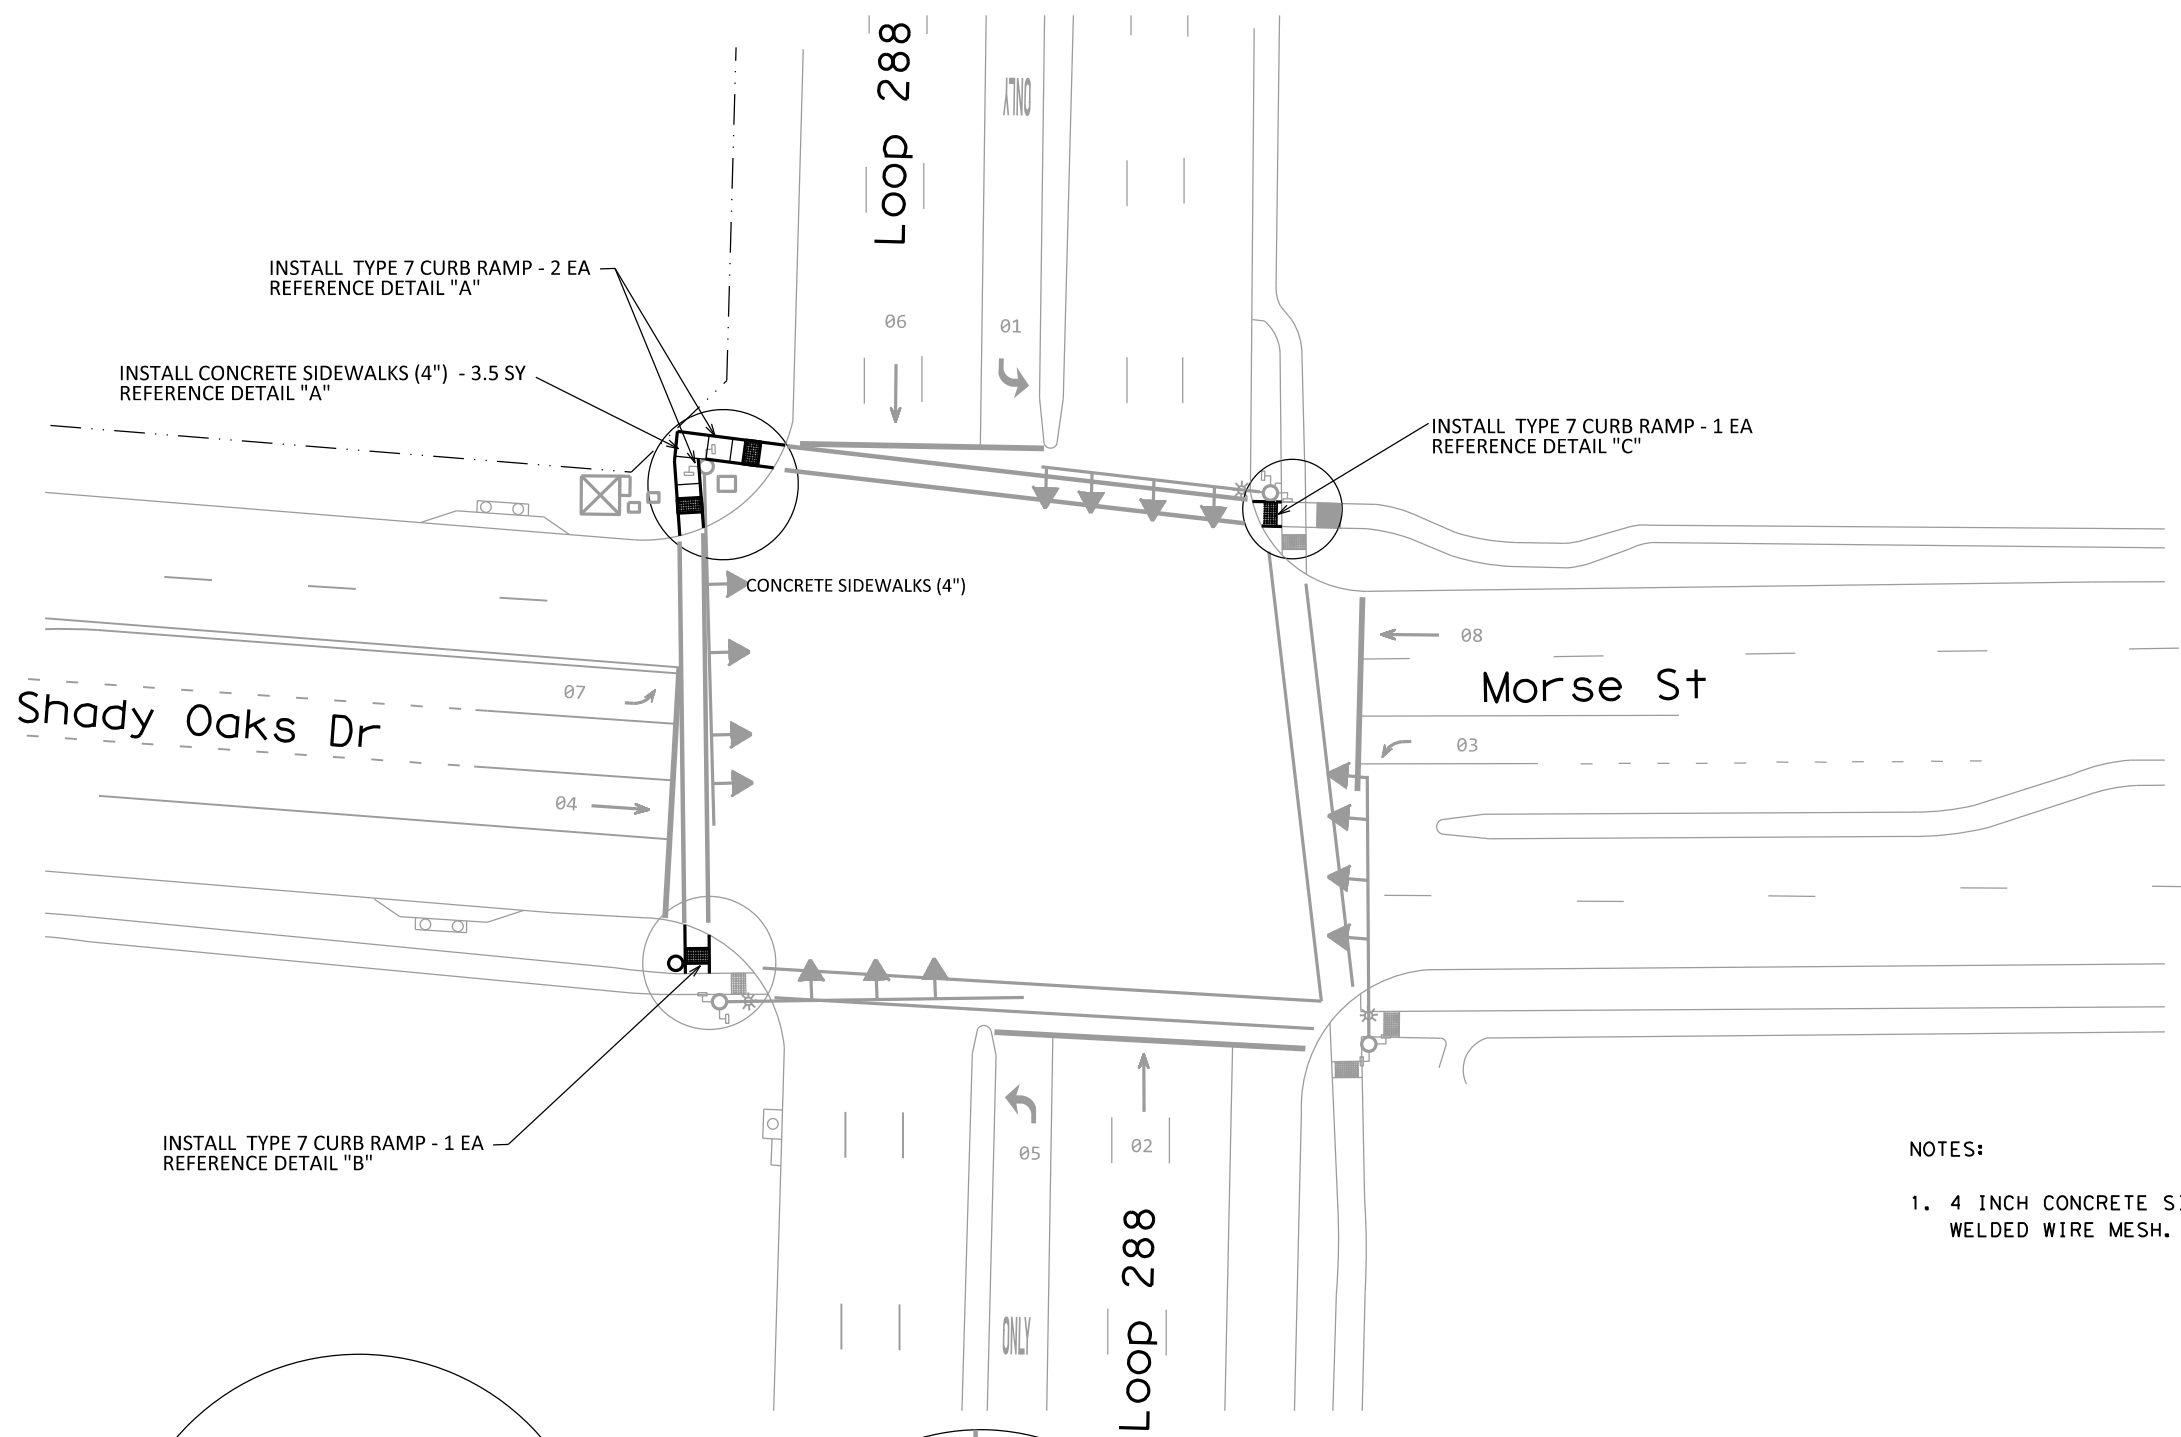 Loop 288
ONLY
INSTALL TYPE 7 CURB RAMP - 2 EA
REFERENCE DETAIL "A"
06
01
INSTALL CONCRETE SIDEWALKS (4") - 3.5 SY
REFERENCE DETAIL "A"
INSTALL TYPE 7 CURB RAMP - 1 EA
REFERENCE DETAIL "C"
CONCRETE SIDEWALKS (4")
08
Morse St
07
Shady Oaks Dr
03
04
INSTALL TYPE 7 CURB RAMP - 1 EA
REFERENCE DETAIL "B"
05
02
Loop 288
ONLY
NOTES:
1. 4 INCH CONCRETE
WELDED WIRE MESH.